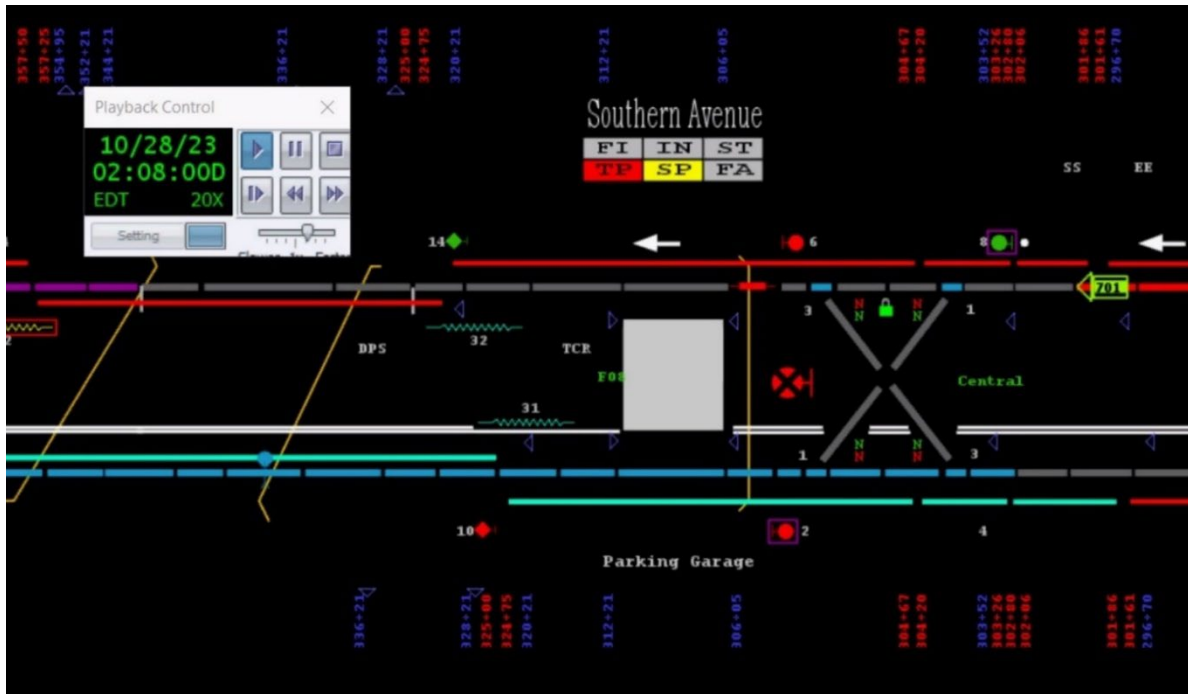 357+50
357+25
354+95
352+21
344+21
336+21
328+21
325+00
324+75
320+21
312+21
306+05
304+67
304+20
303+52
303+26
302+80
302+06
301+86
301+61
296+70
Playback Control
10/28/23
02:08:00D
EDT 20X
Setting
Southern Avenue
FI IN ST
TP SP FA
SS EE
14 6 8
701
3 N N 1
N N
2 32
DPS TCR
F08 Central
31
1 N N 3
N N
10 2 4
Parking Garage
336+21
328+21
325+00
324+75
320+21
312+21
306+05
304+67
304+20
303+52
303+26
302+80
302+06
301+86
301+61
296+70